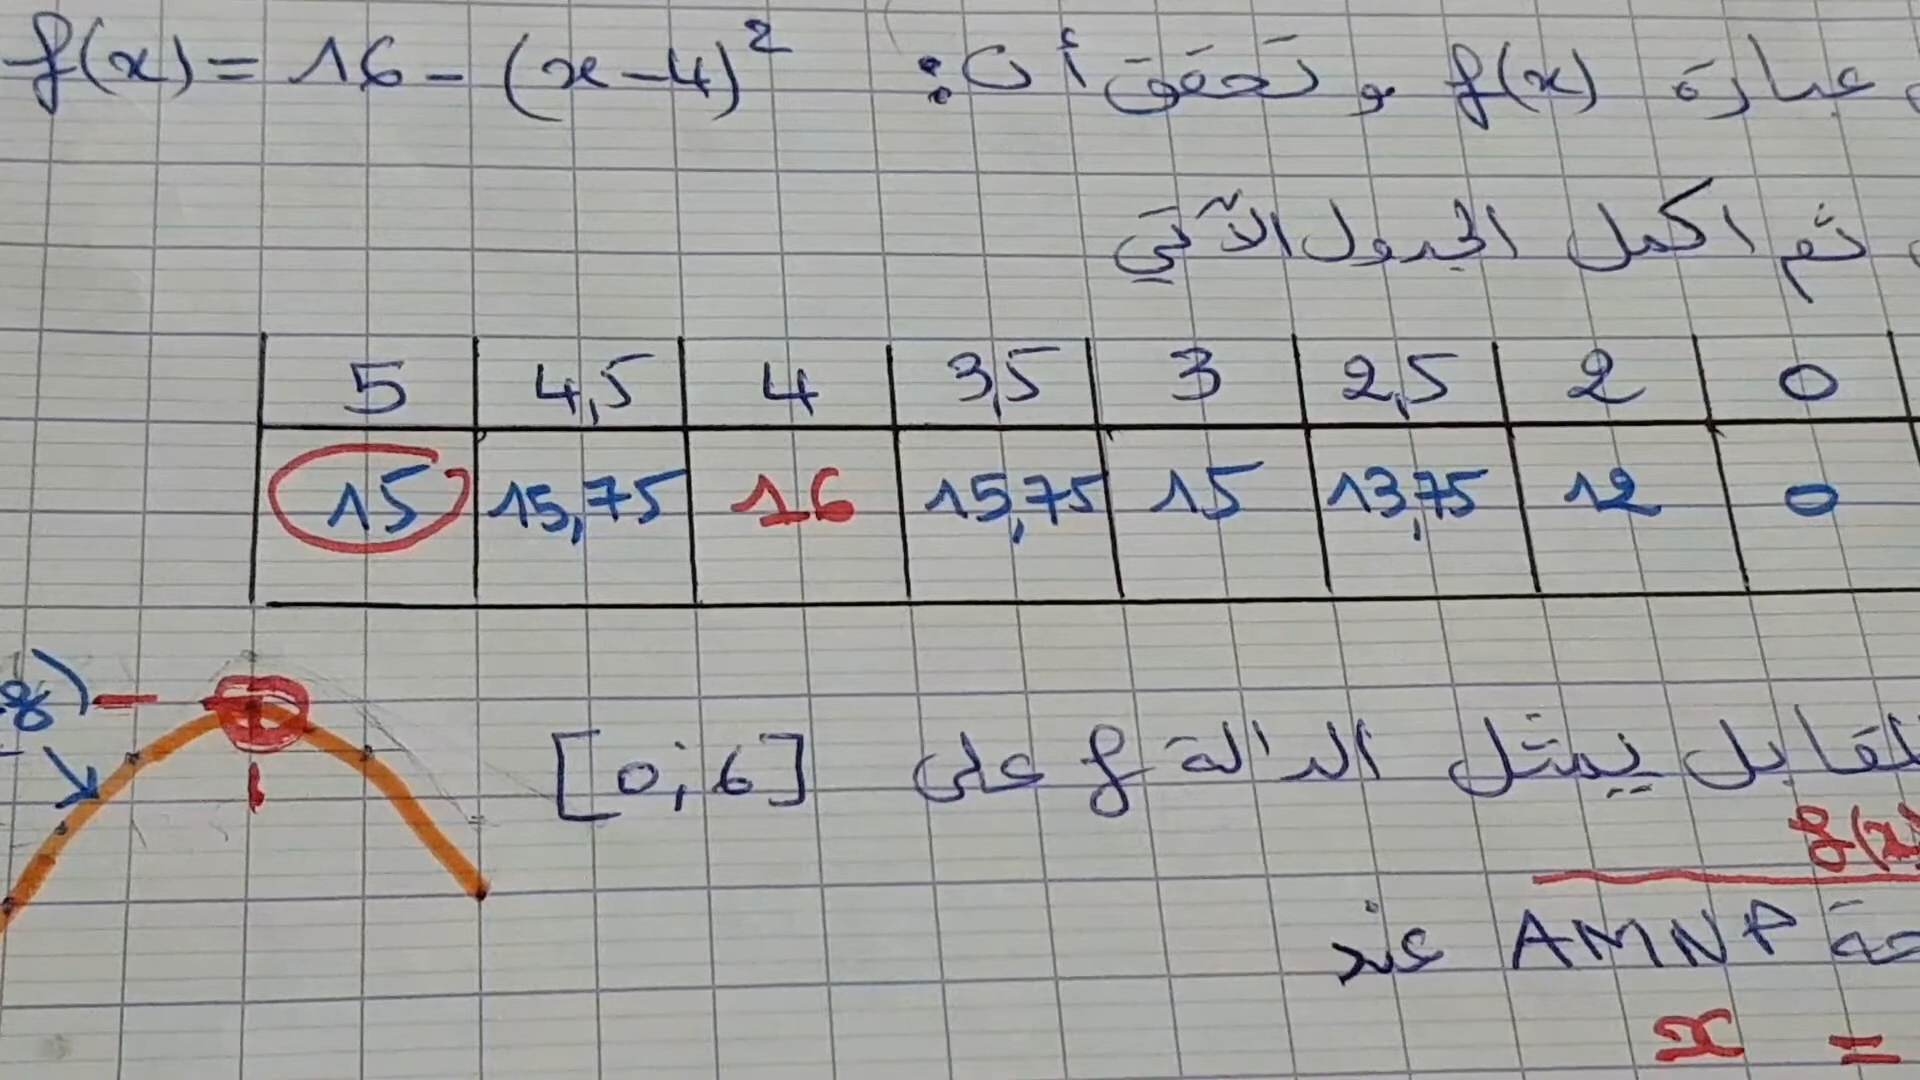 عبارة f(x) و تحقق أن: f(x) = 16 - (x-4)²
ثم اكمل الجدول الآتي
5 4,5 4 3,5 3 2,5 2 0
15 15,75 16 15,75 15 13,75 12 0
لمقابل يمثل الدالة f على [0;6]
f(x)
AMNP عند
x =